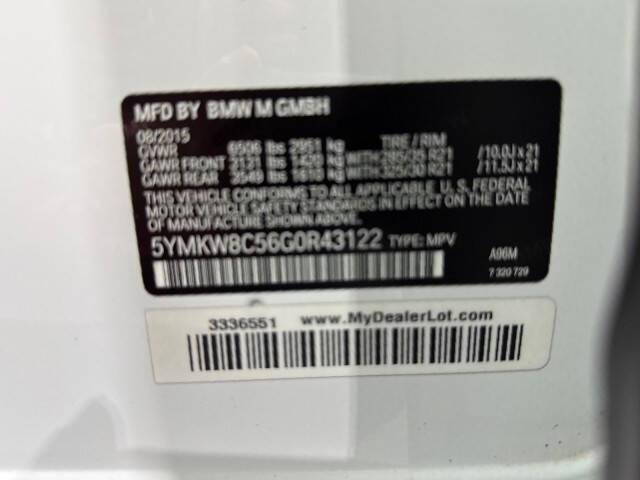 MFD BY BMW M GMBH
08/2015
GVWR 6506 lbs 2951 kg TIRE / RIM
GAWR FRONT 3131 lbs 1420 kg WITH 285/35 R21 /10.0J x 21
GAWR REAR 3549 lbs 1610 kg WITH 325/30 R21 /11.5J x 21
THIS VEHICLE CONFORMS TO ALL APPLICABLE U. S. FEDERAL
MOTOR VEHICLE SAFETY STANDARDS IN EFFECT ON THE DATE
OF MANUFACTURE SHOWN ABOVE.
5YMKW8C56G0R43122 TYPE: MPV A96M
7 320 729
3336551 www.MyDealerLot.com